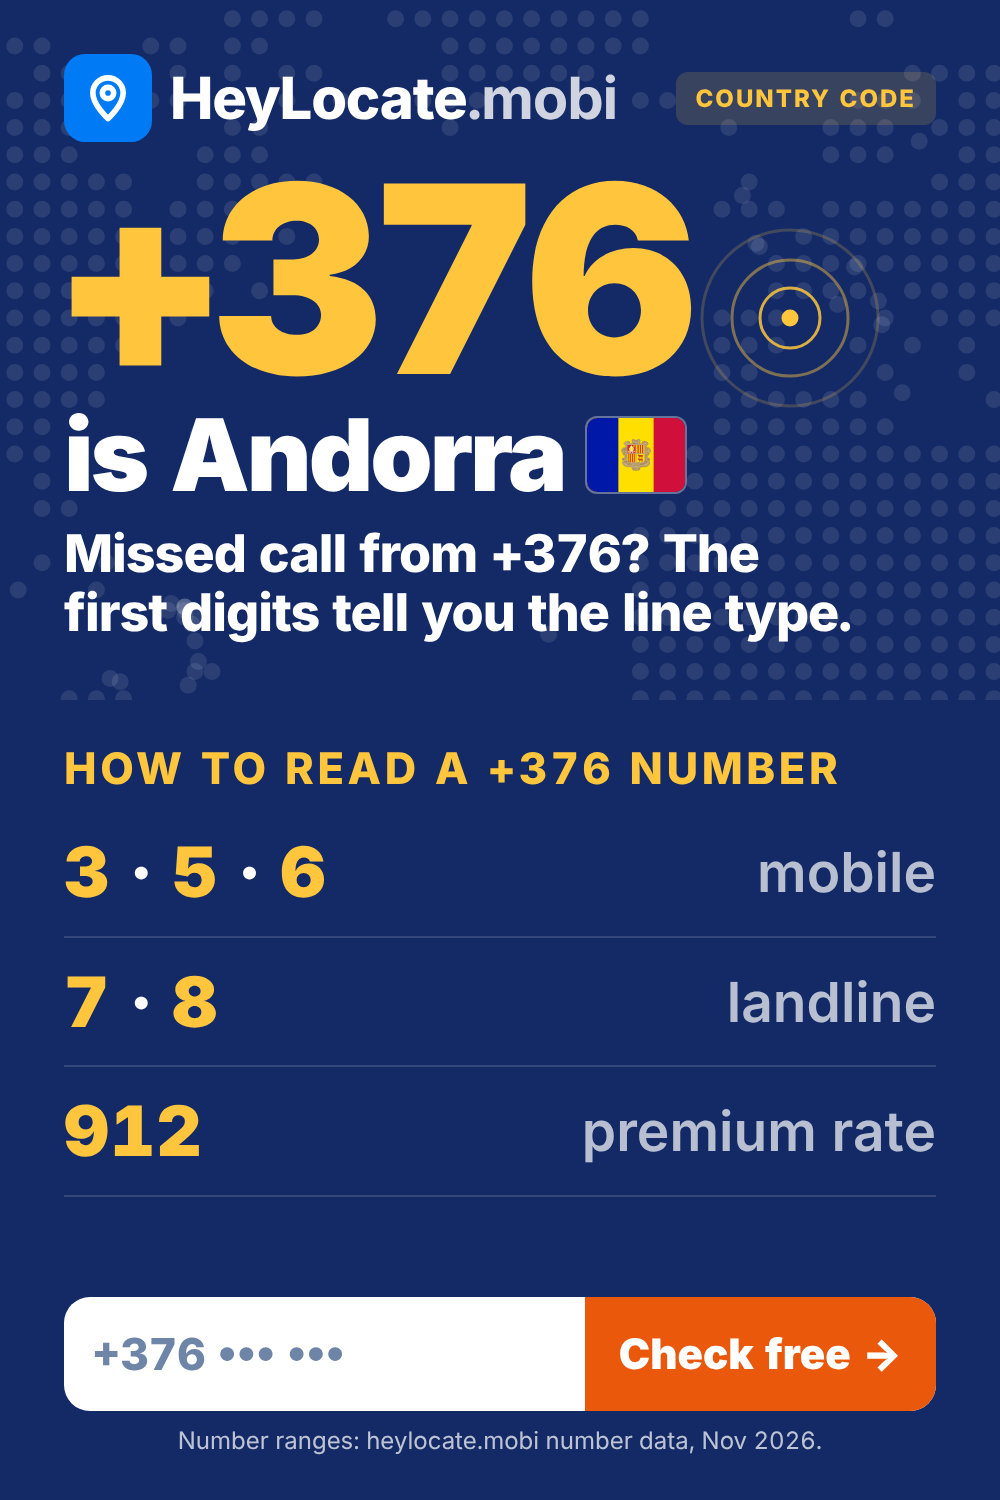 HeyLocate.mobi
COUNTRY CODE
+376
is Andorra
Missed call from +376? The
first digits tell you the line type.
HOW TO READ A +376 NUMBER
3 · 5 · 6 mobile
7 · 8 landline
912 premium rate
+376 ••• •••
Check free →
Number ranges: heylocate.mobi number data, Nov 2026.